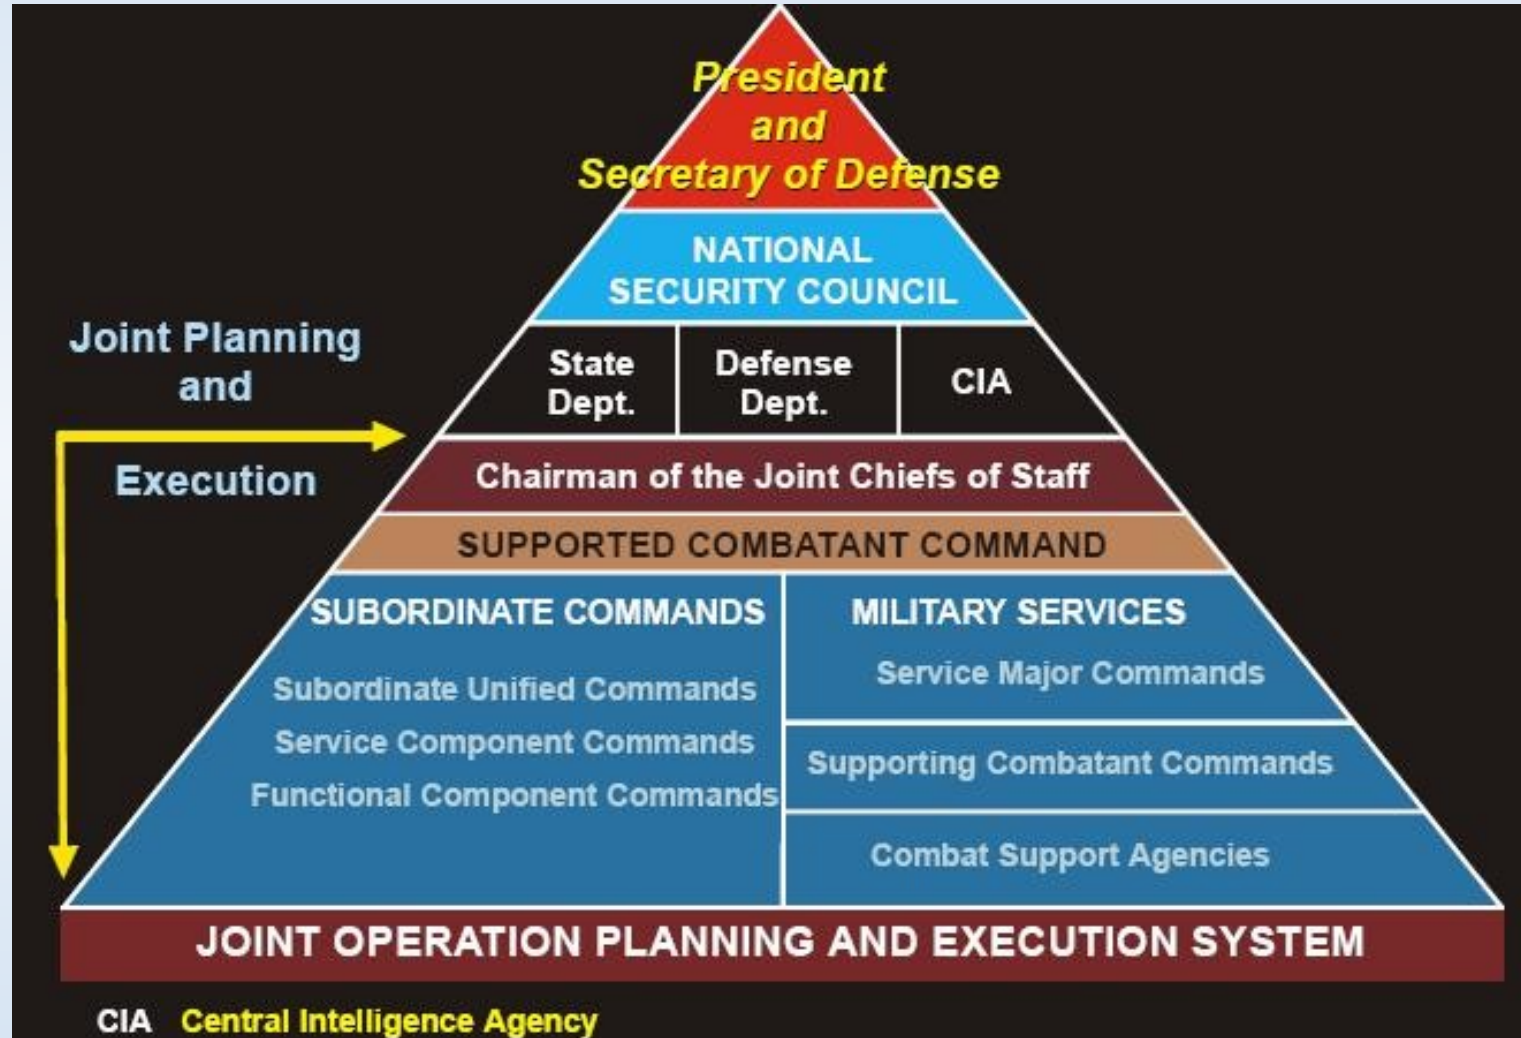 President
and
Secretary of Defense
NATIONAL
SECURITY COUNCIL
Joint Planning
and
Execution
State
Dept.
Defense
Dept.
CIA
Chairman of the Joint Chiefs of Staff
SUPPORTED COMBATANT COMMAND
SUBORDINATE COMMANDS
Subordinate Unified Commands
Service Component Commands
Functional Component Commands
MILITARY SERVICES
Service Major Commands
Supporting Combatant Commands
Combat Support Agencies
JOINT OPERATION PLANNING AND EXECUTION SYSTEM
CIA Central Intelligence Agency